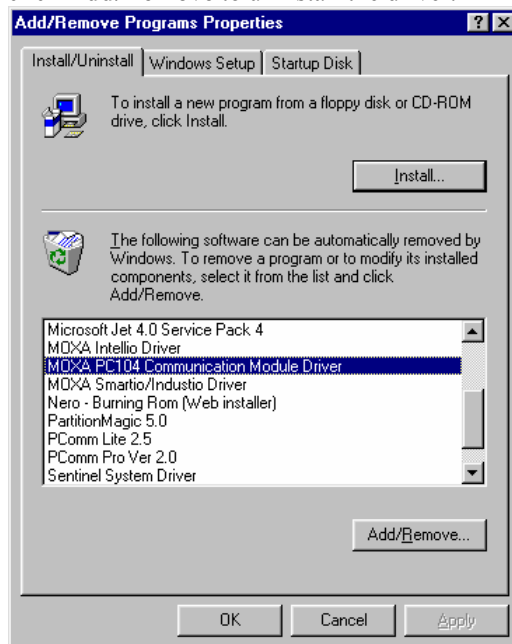 Add/Remove Programs Properties
Install/Uninstall
Windows Setup
Startup Disk
To install a new program from a floppy disk or CD-ROM
drive, click Install.
Install...
The following software can be automatically removed by
Windows. To remove a program or to modify its installed
components, select it from the list and click
Add/Remove.
Microsoft Jet 4.0 Service Pack 4
MOXA Intellio Driver
MOXA PC104 Communication Module Driver
MOXA Smartio/Industio Driver
Nero - Burning Rom (Web installer)
PartitionMagic 5.0
PComm Lite 2.5
PComm Pro Ver 2.0
Sentinel System Driver
Add/Remove...
OK
Cancel
Apply